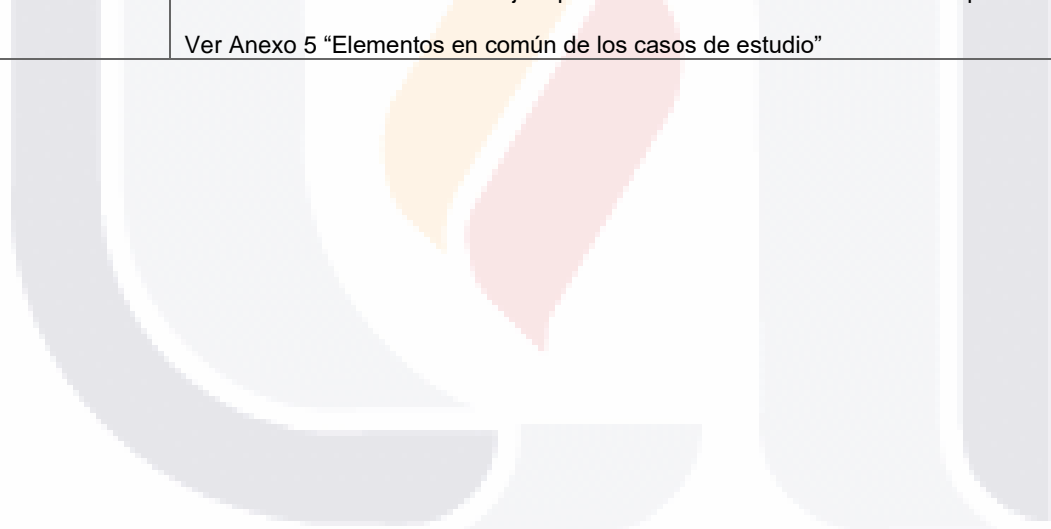 Ver Anexo 5 “Elementos en común de los casos de estudio”